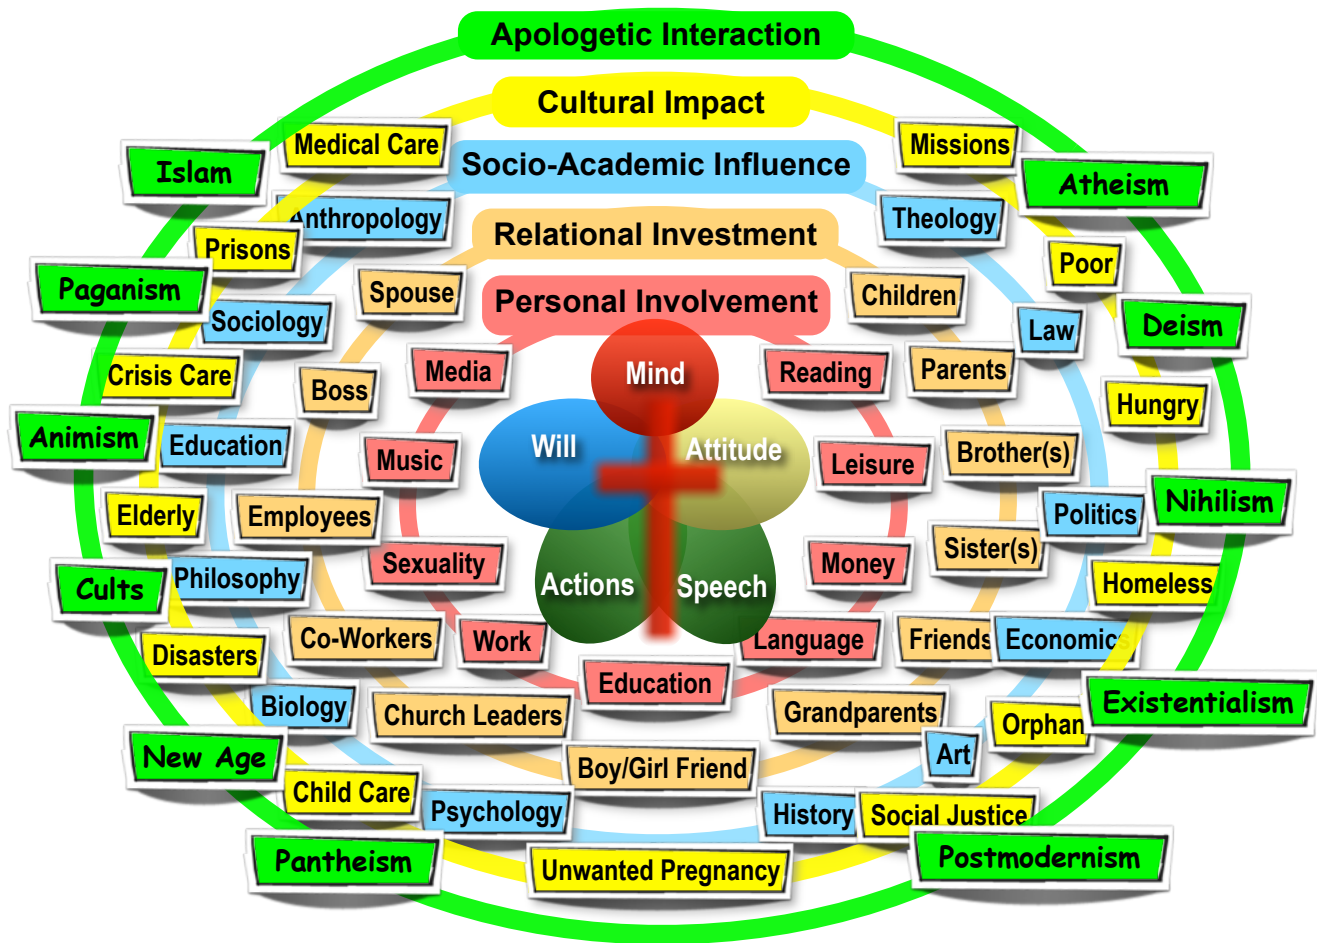 Apologetic Interaction
Cultural Impact
Medical Care
Missions
Socio-Academic Influence
Islam
Atheism
Anthropology
Theology
Relational Investment
Prisons
Poor
Paganism
Spouse
Personal Involvement
Children
Sociology
Law
Deism
Crisis Care
Media
Mind
Reading
Parents
Boss
Hungry
Animism
Education
Music
Will
Attitude
Leisure
Brother(s)
Nihilism
Elderly
Employees
Politics
Sister(s)
Cults
Philosophy
Sexuality
Actions
Speech
Money
Homeless
Disasters
Co-Workers
Work
Language
Friends
Economics
Education
Biology
Church Leaders
Grandparents
Orphan
Existentialism
New Age
Boy/Girl Friend
Art
Child Care
Psychology
History
Social Justice
Pantheism
Unwanted Pregnancy
Postmodernism